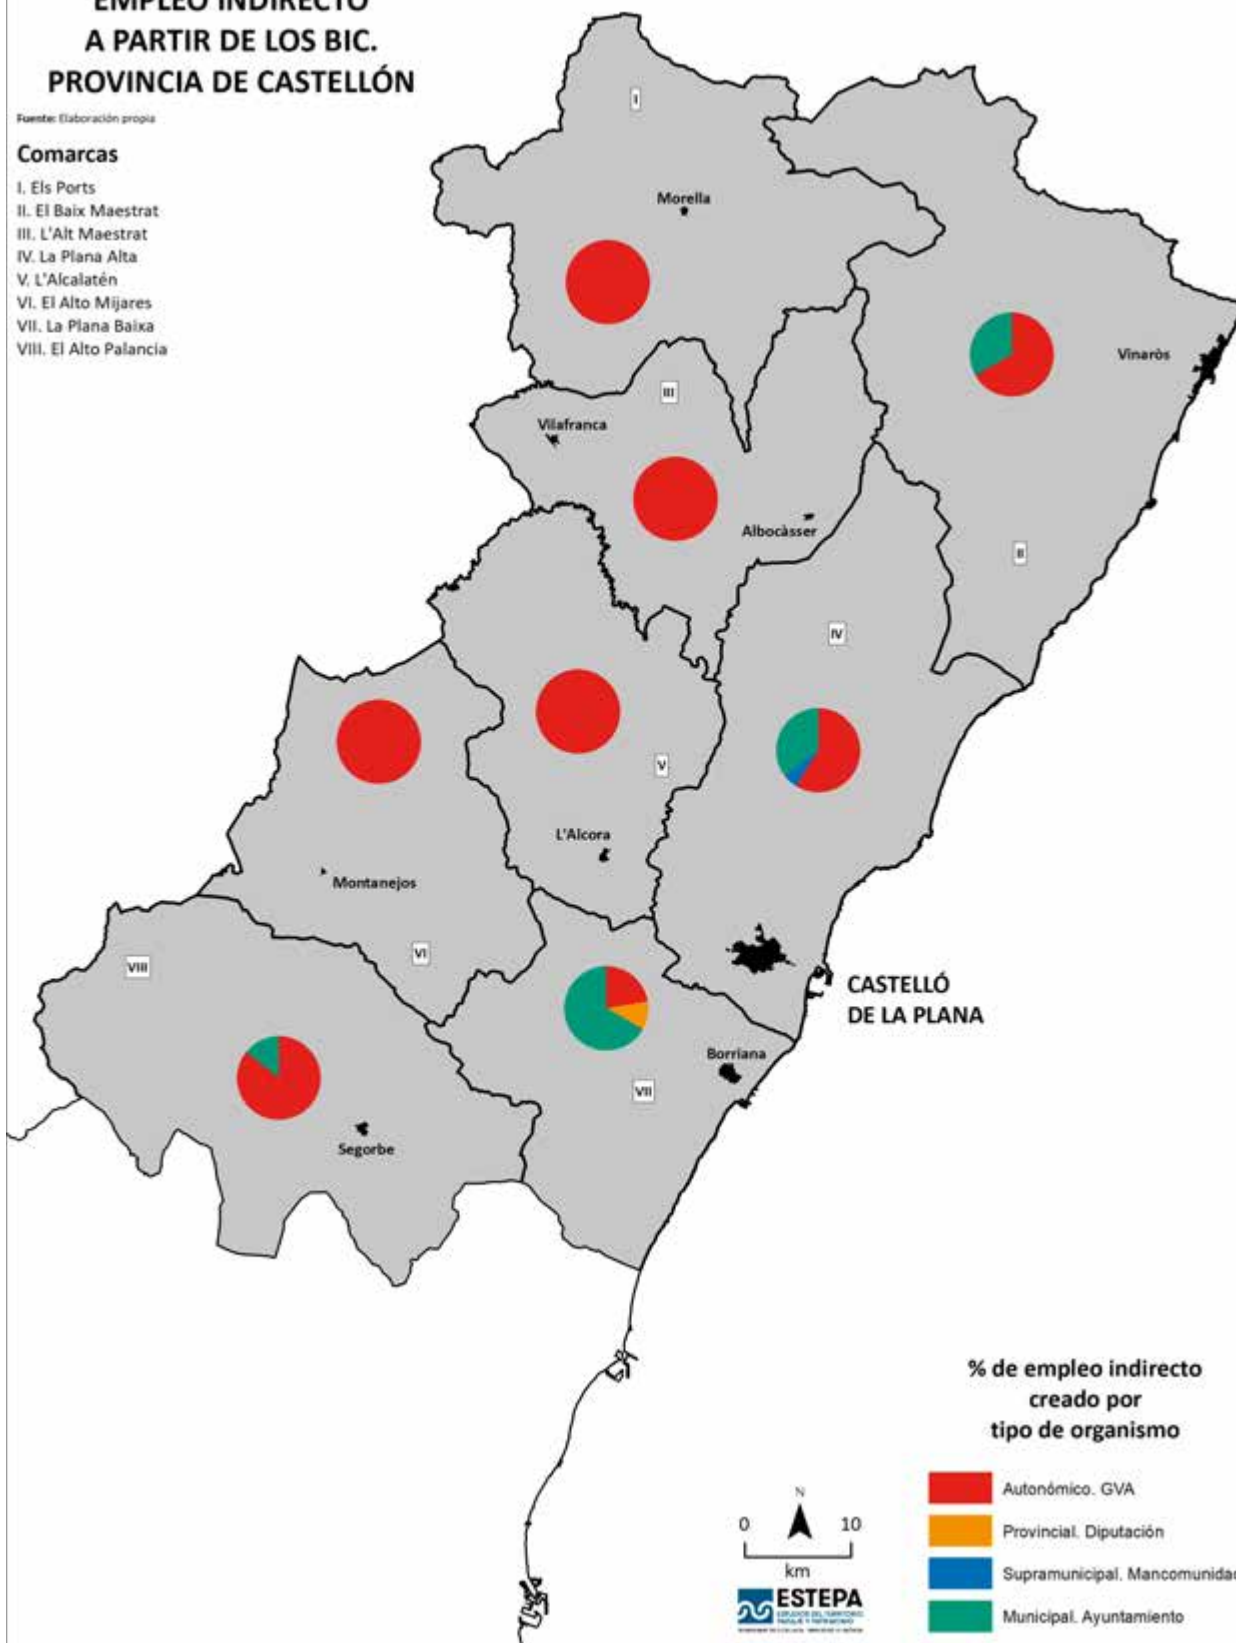 EMPLEO INDIRECTO
A PARTIR DE LOS BIC.
PROVINCIA DE CASTELLÓN
Fuente: Elaboración propia
Comarcas
I. Els Ports
II. El Baix Maestrat
III. L'Alt Maestrat
IV. La Plana Alta
V. L'Alcalatén
VI. El Alto Mijares
VII. La Plana Baixa
VIII. El Alto Palancia
I
Morella
Vinaròs
III
Vilafranca
Albocàsser
II
IV
V
L'Alcora
Montanejos
VI
VIII
CASTELLÓ
DE LA PLANA
Borriana
VII
Segorbe
% de empleo indirecto
creado por
tipo de organismo
Autonómico. GVA
Provincial. Diputación
Supramunicipal. Mancomunidad
Municipal. Ayuntamiento
N
0 10
km
ESTEPA